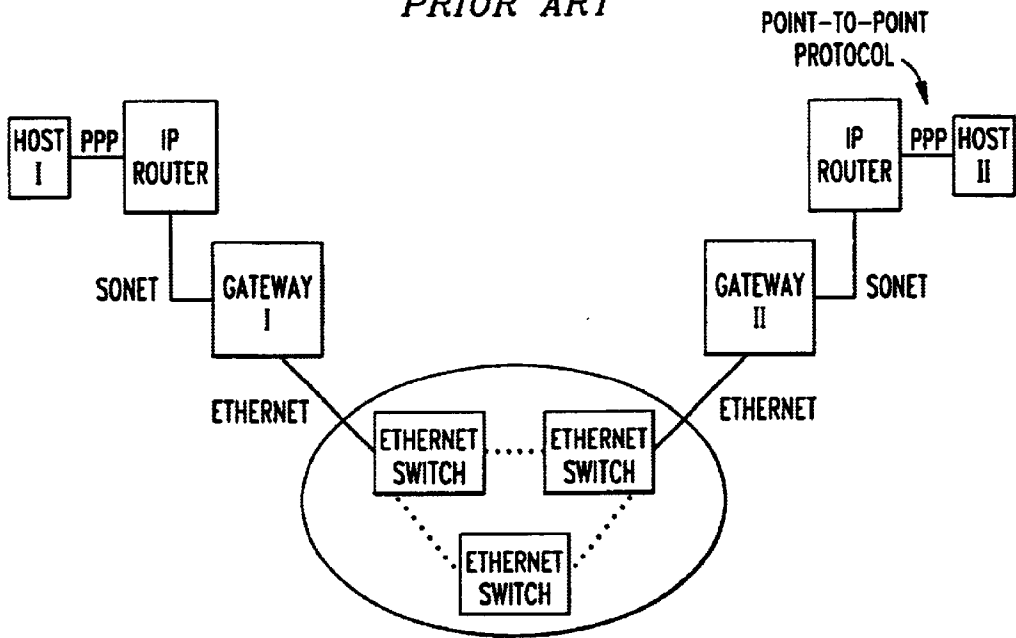 PRIOR ART
POINT-TO-POINT
PROTOCOL
HOST
I
PPP
IP
ROUTER
IP
ROUTER
PPP
HOST
II
SONET
GATEWAY
I
GATEWAY
II
SONET
ETHERNET
ETHERNET
ETHERNET
SWITCH
ETHERNET
SWITCH
ETHERNET
SWITCH